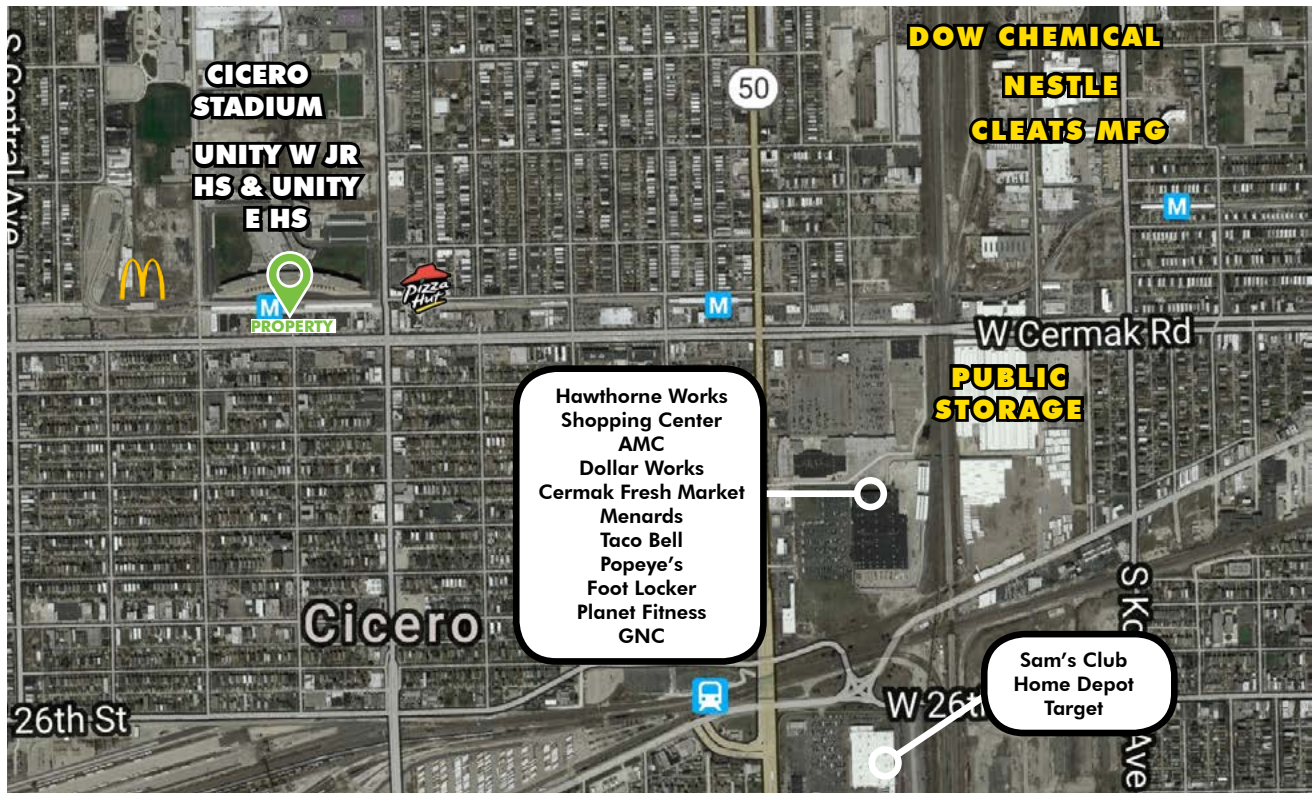 DOW CHEMICAL
NESTLE
CLEATS MFG
CICERO
STADIUM
50
UNITY W JR
HS & UNITY
E HS
S Central Ave
M
Pizza
Hut
M
M
PROPERTY
W Cermak Rd
PUBLIC
STORAGE
Hawthorne Works
Shopping Center
AMC
Dollar Works
Cermak Fresh Market
Menards
Taco Bell
Popeye's
Foot Locker
Planet Fitness
GNC
Cicero
Sam's Club
Home Depot
Target
26th St
W 26th
Ave